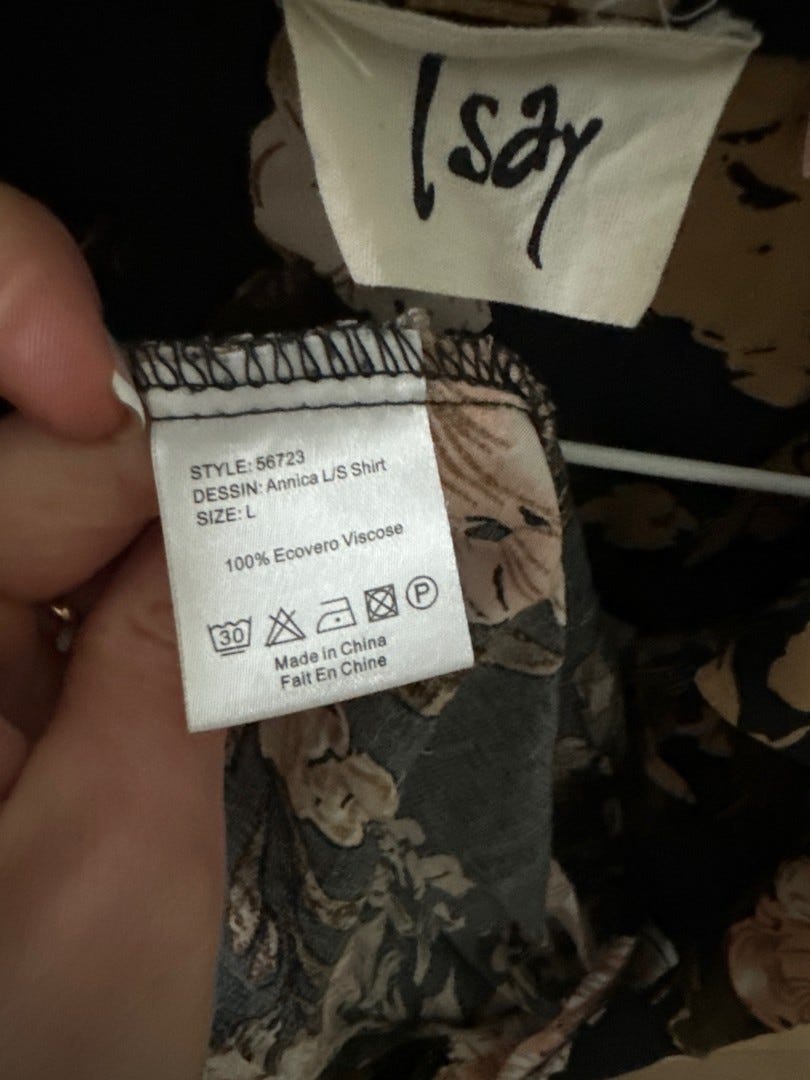 Isay
STYLE: 56723
DESSIN: Annica L/S Shirt
SIZE: L
100% Ecovero Viscose
30 P
Made in China
Fait En Chine